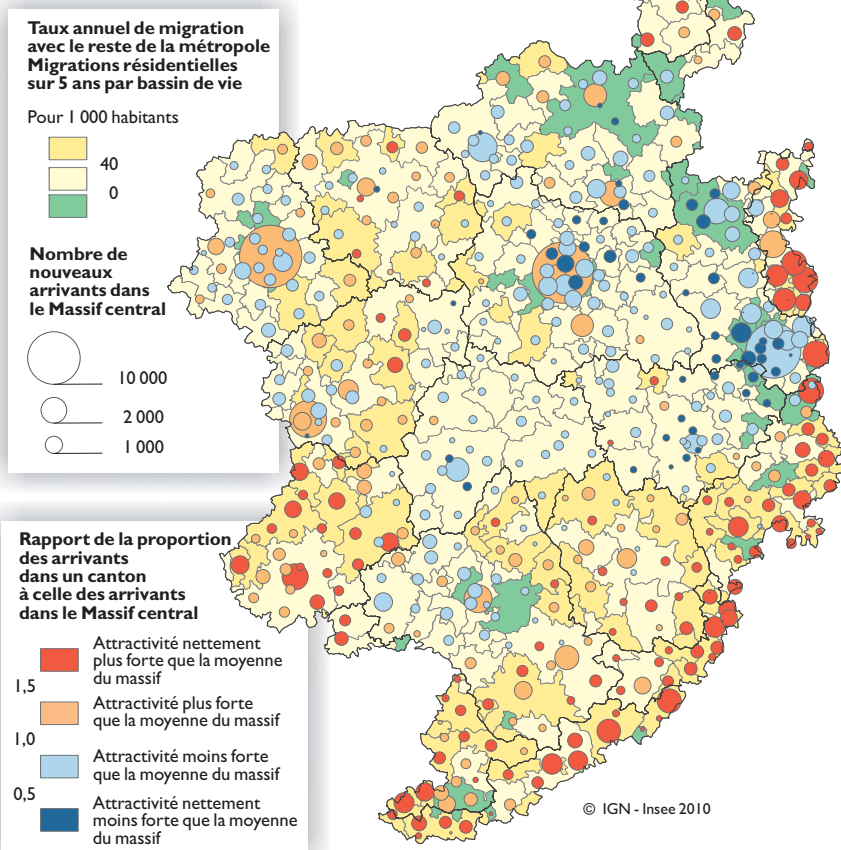 Taux annuel de migration
avec le reste de la métropole
Migrations résidentielles
sur 5 ans par bassin de vie
Pour 1 000 habitants
40
0
Nombre de
nouveaux
arrivants dans
le Massif central
10 000
2 000
1 000
Rapport de la proportion
des arrivants
dans un canton
à celle des arrivants
dans le Massif central
Attractivité nettement
plus forte que la moyenne
du massif
1,5
Attractivité plus forte
que la moyenne du massif
1,0
Attractivité moins forte
que la moyenne du massif
0,5
Attractivité nettement
moins forte que la moyenne
du massif
© IGN - Insee 2010